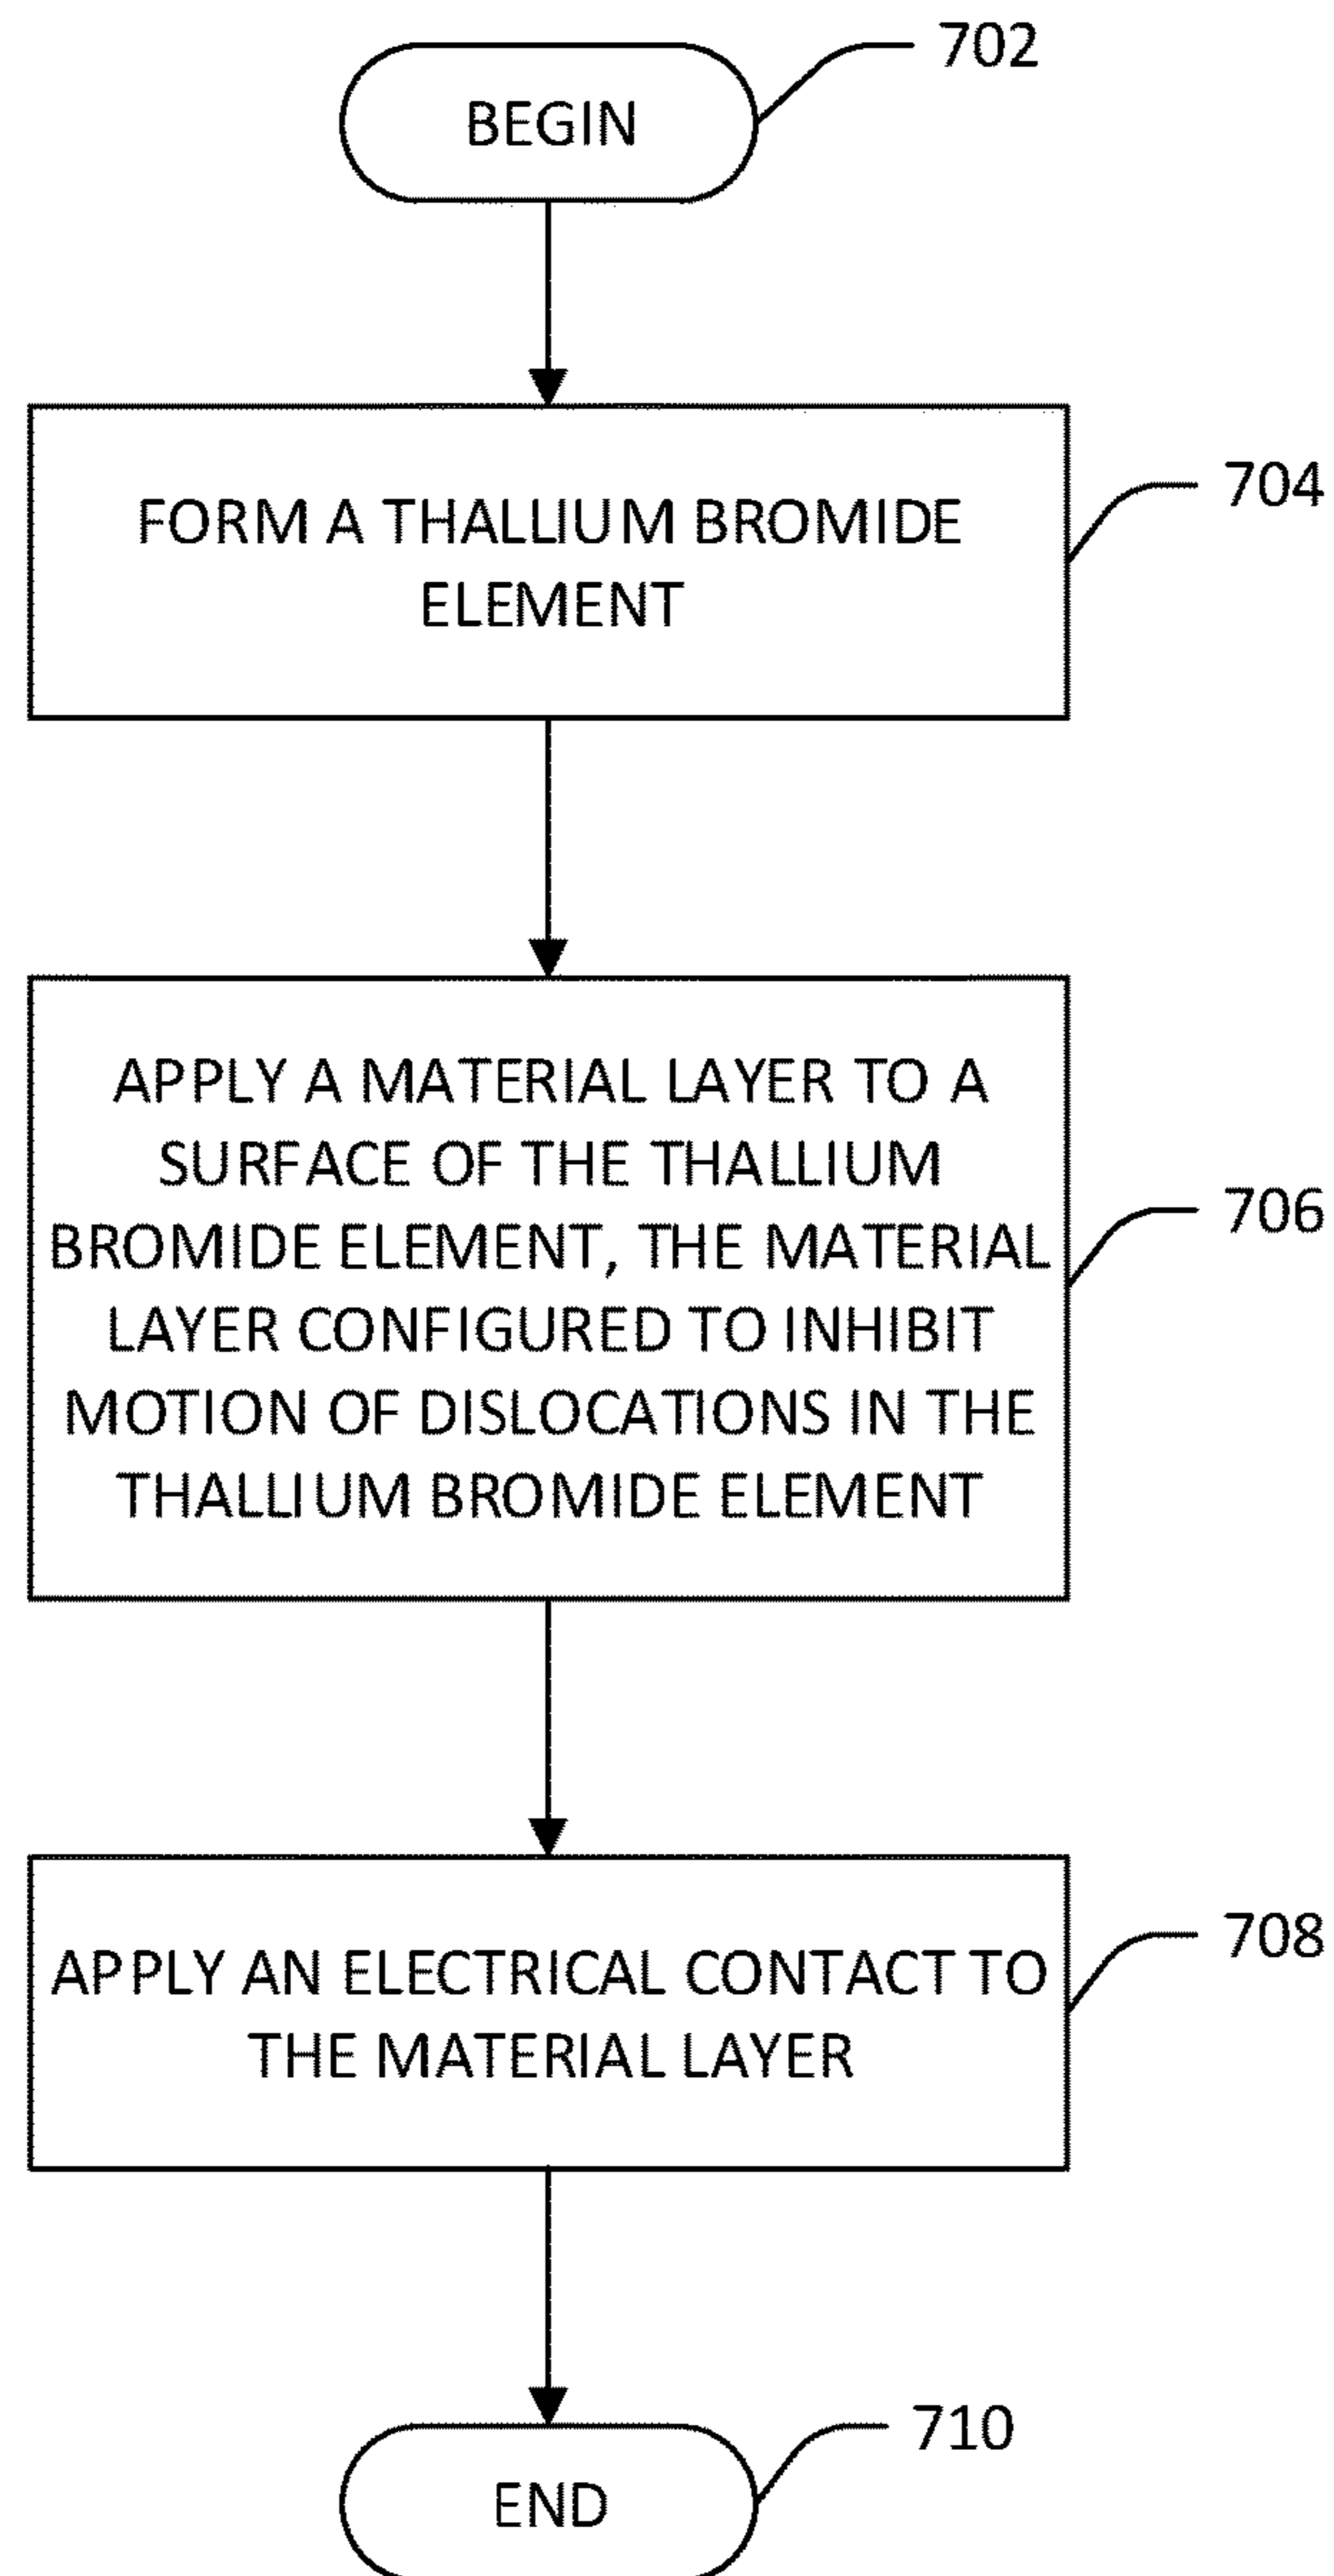 702
BEGIN
704
FORM A THALLIUM BROMIDE
ELEMENT
APPLY A MATERIAL LAYER TO A
SURFACE OF THE THALLIUM
706
BROMIDE ELEMENT, THE MATERIAL
LAYER CONFIGURED TO INHIBIT
MOTION OF DISLOCATIONS IN THE
THALLIUM BROMIDE ELEMENT
708
APPLY AN ELECTRICAL CONTACT TO
THE MATERIAL LAYER
710
END